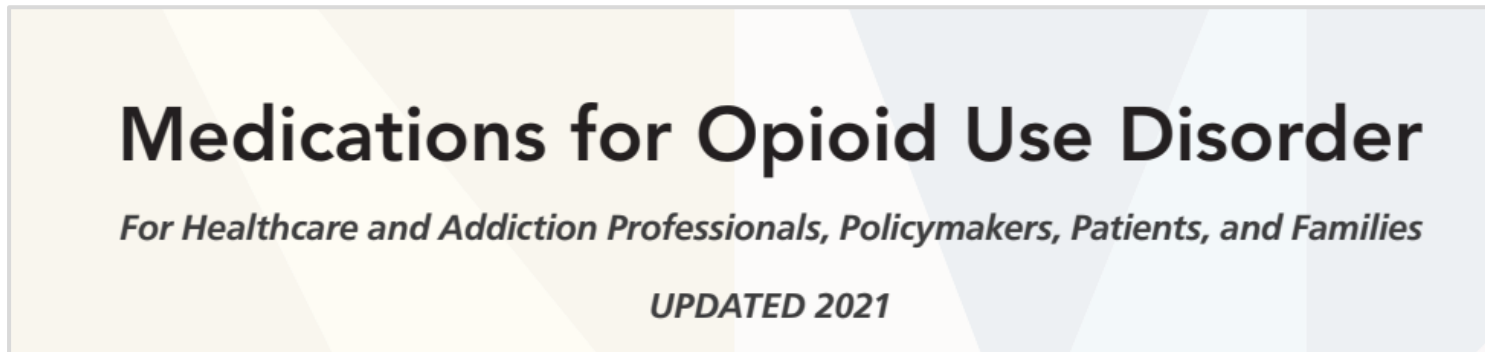 Medications for Opioid Use Disorder
For Healthcare and Addiction Professionals, Policymakers, Patients, and Families
UPDATED 2021